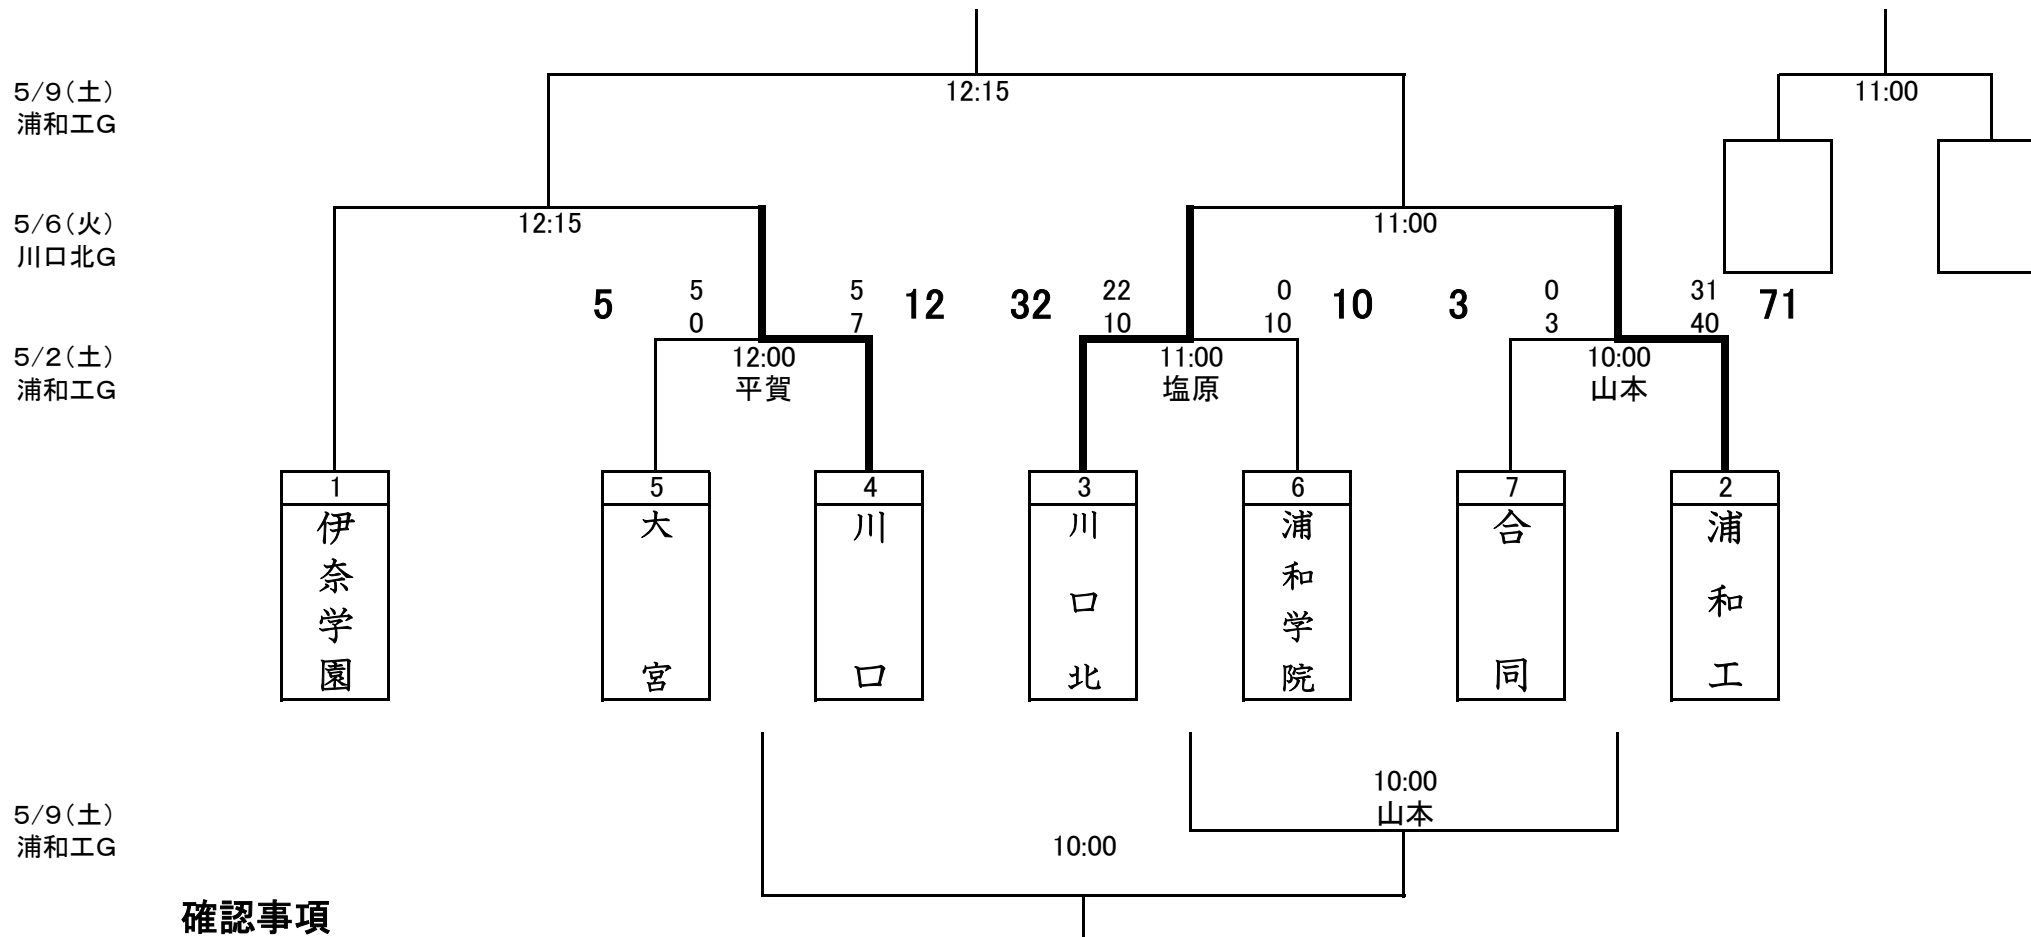 12:15
11:00
5/9(土)
浦和工G
5/6(火)
川口北G
12:15
11:00
5
5
0
5
7
12
32
22
10
0
10
10
3
0
3
31
40
71
5/2(土)
浦和工G
12:00
平賀
11:00
塩原
10:00
山本
1
伊奈学園
5
大宮
4
川口
3
川口北
6
浦和学院
7
合同
2
浦和工
5/9(土)
浦和工G
10:00
山本
10:00
確認事項